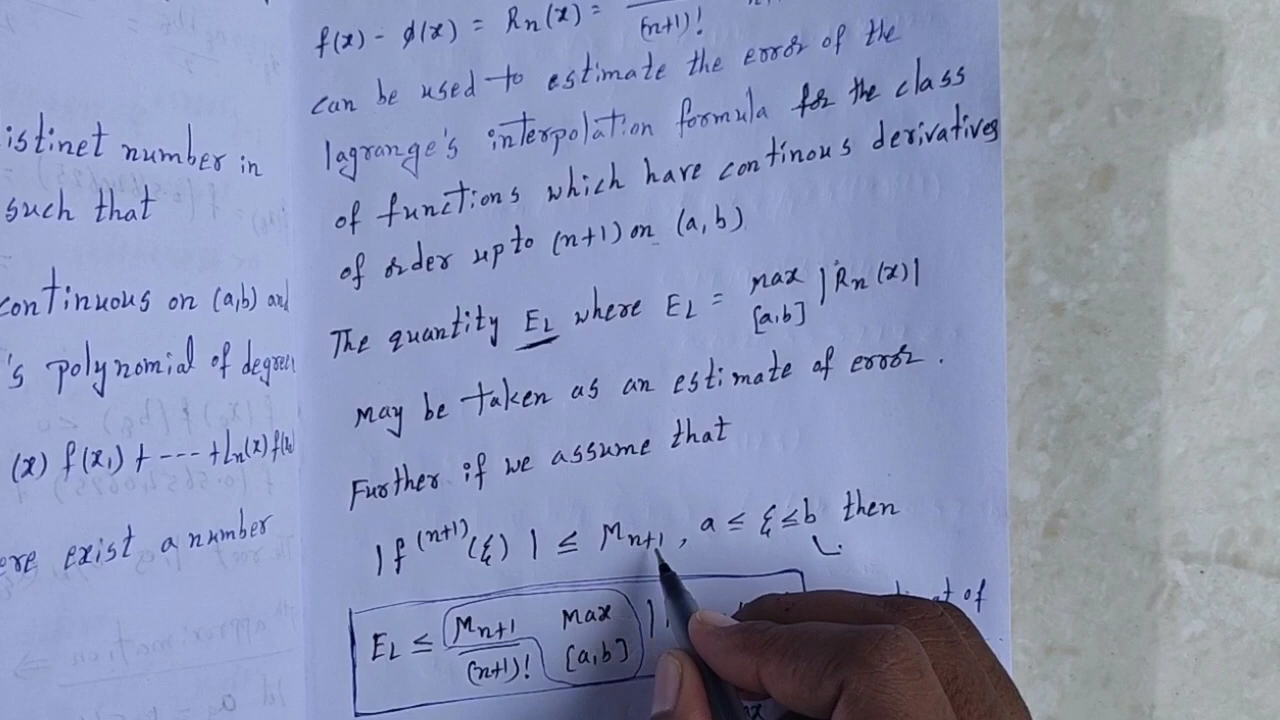 istinct number in
such that
continuous on (a,b) and
's polynomial of degree
(x) f(x₁) + --- + Ln(x) f(x
ere exist a number
f(x) - φ(x) = Rn(x) = (n+1)!
can be used to estimate the error of the
lagrange's interpolation formula for the class
of functions which have continous derivatives
of order upto (n+1) on (a,b)
The quantity EL where EL = max [a,b] |Rn(x)|
may be taken as an estimate of error.
Further if we assume that
|f^(n+1)(ξ)| ≤ Mn+1, a ≤ ξ ≤ b then
EL ≤ Mn+1/(n+1)! Max [a,b] |
of